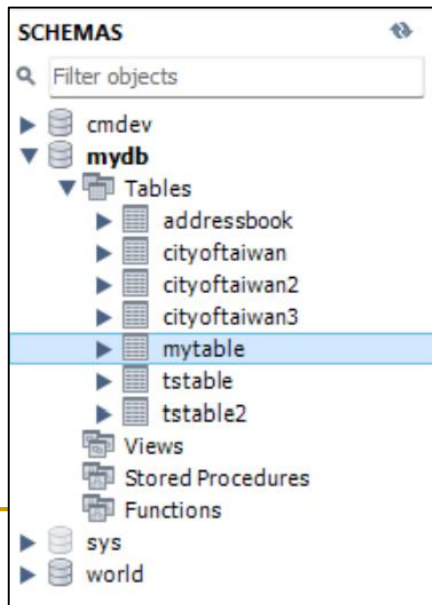 SCHEMAS
Filter objects
cmdev
mydb
Tables
addressbook
cityoftaiwan
cityoftaiwan2
cityoftaiwan3
mytable
tstable
tstable2
Views
Stored Procedures
Functions
sys
world